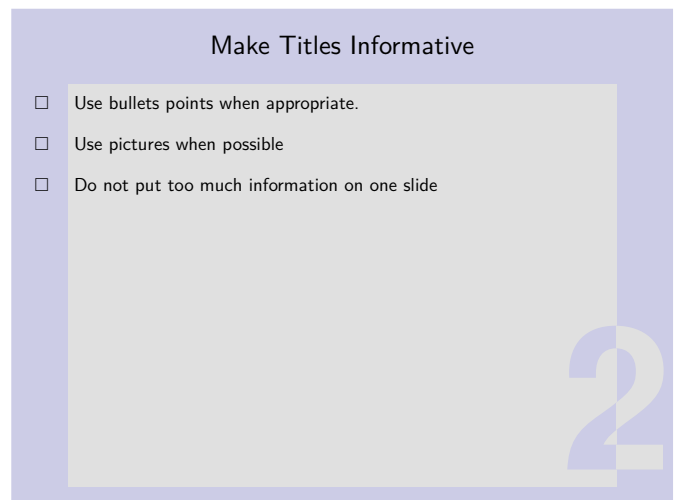 Make Titles Informative
☐ Use bullets points when appropriate.
☐ Use pictures when possible
☐ Do not put too much information on one slide
2